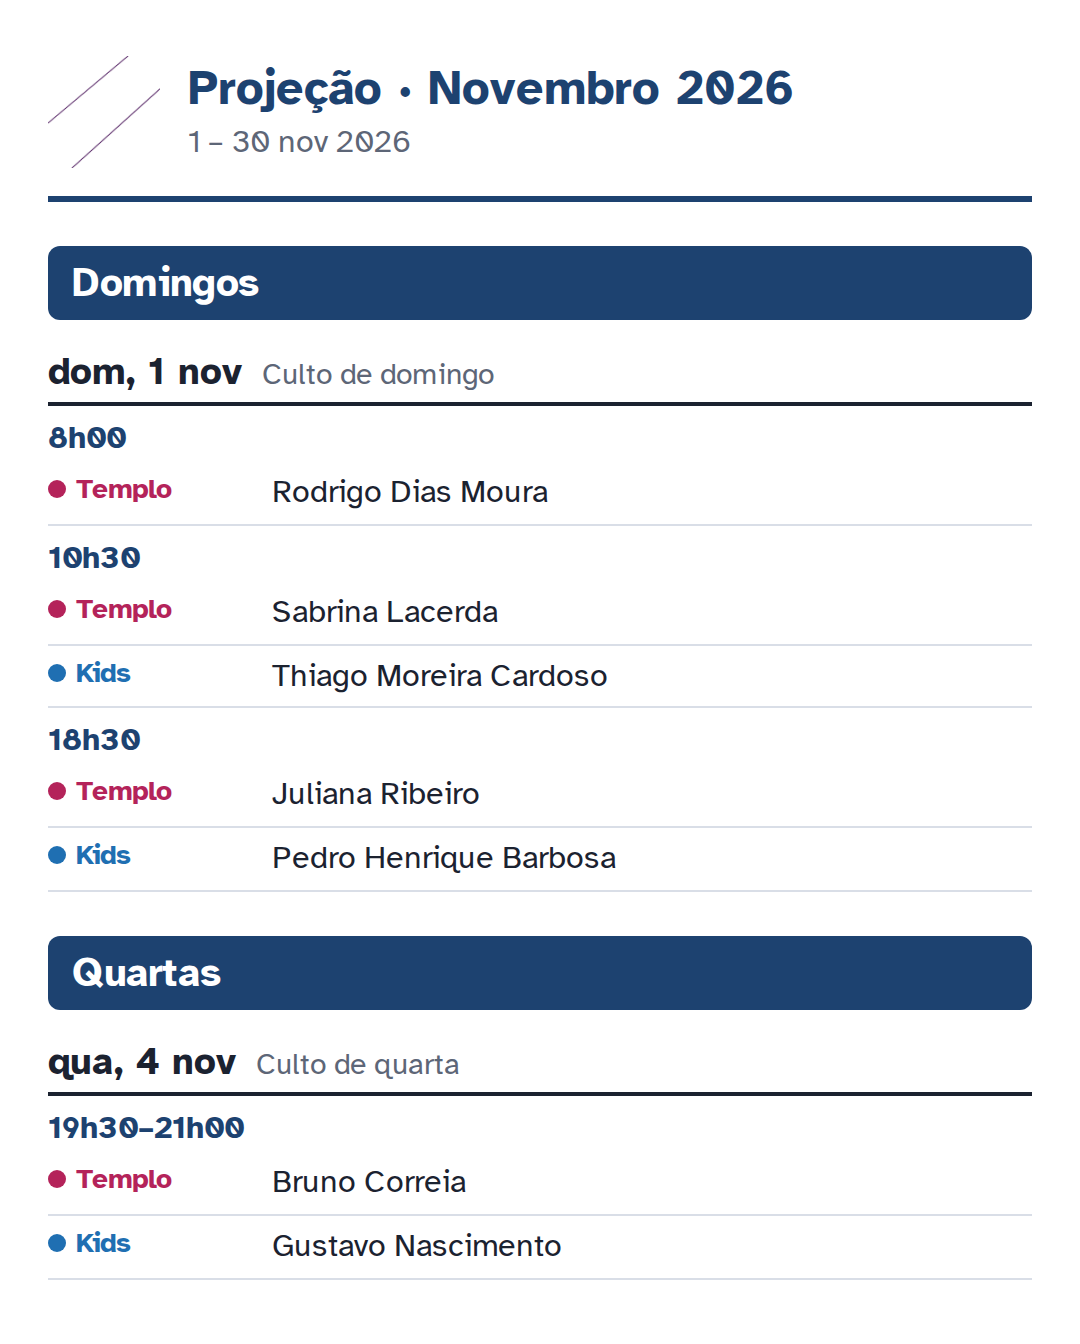 Projeção • Novembro 2026
1 – 30 nov 2026
Domingos
dom, 1 nov Culto de domingo
8h00
Templo Rodrigo Dias Moura
10h30
Templo Sabrina Lacerda
Kids Thiago Moreira Cardoso
18h30
Templo Juliana Ribeiro
Kids Pedro Henrique Barbosa
Quartas
qua, 4 nov Culto de quarta
19h30–21h00
Templo Bruno Correia
Kids Gustavo Nascimento